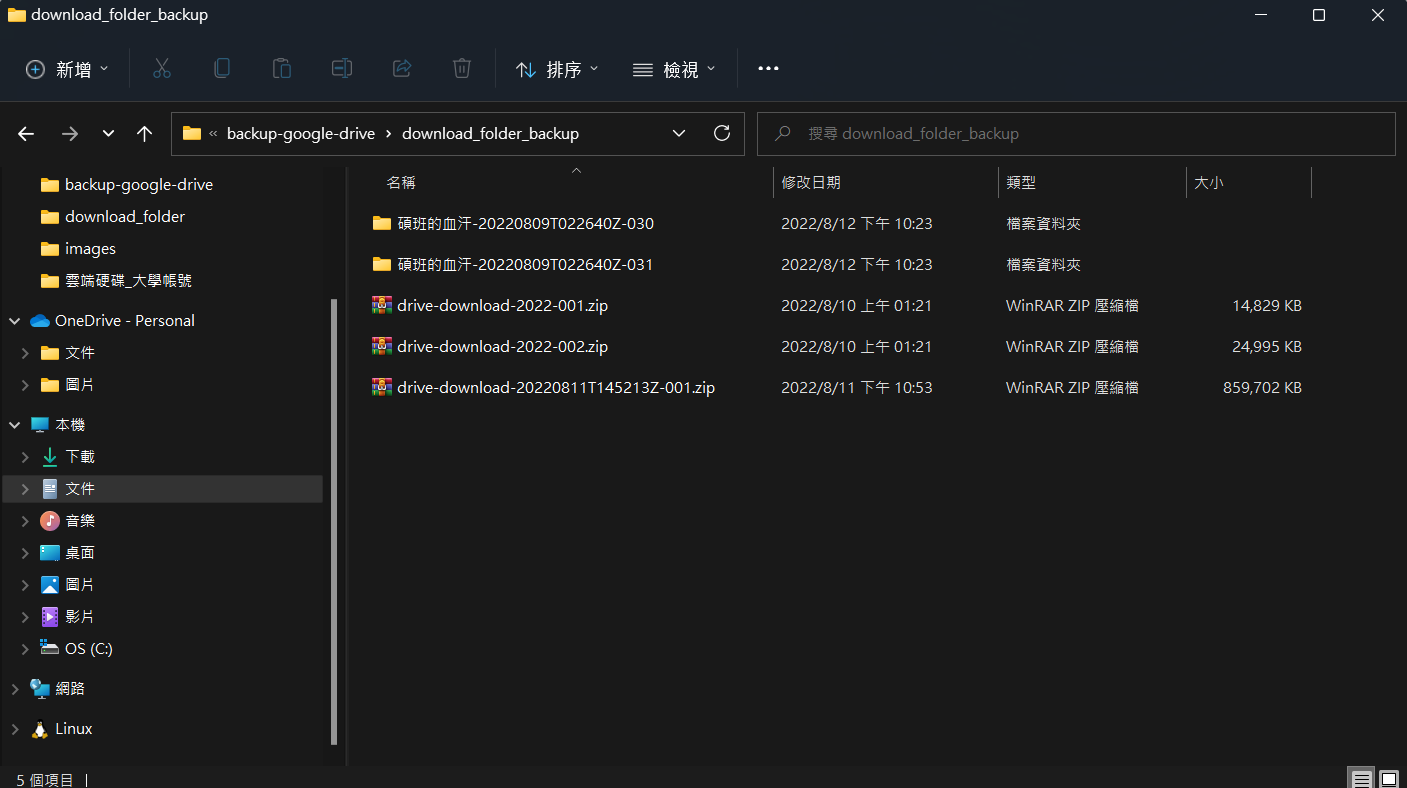 download_folder_backup
新增
排序
檢視
« backup-google-drive > download_folder_backup
搜尋 download_folder_backup
名稱 修改日期 類型 大小
碩班的血汗-20220809T022640Z-030 2022/8/12 下午 10:23 檔案資料夾
碩班的血汗-20220809T022640Z-031 2022/8/12 下午 10:23 檔案資料夾
drive-download-2022-001.zip 2022/8/10 上午 01:21 WinRAR ZIP 壓縮檔 14,829 KB
drive-download-2022-002.zip 2022/8/10 上午 01:21 WinRAR ZIP 壓縮檔 24,995 KB
drive-download-20220811T145213Z-001.zip 2022/8/11 下午 10:53 WinRAR ZIP 壓縮檔 859,702 KB
backup-google-drive
download_folder
images
雲端硬碟_大學帳號
OneDrive - Personal
文件
圖片
本機
下載
文件
音樂
桌面
圖片
影片
OS (C:)
網路
Linux
5 個項目